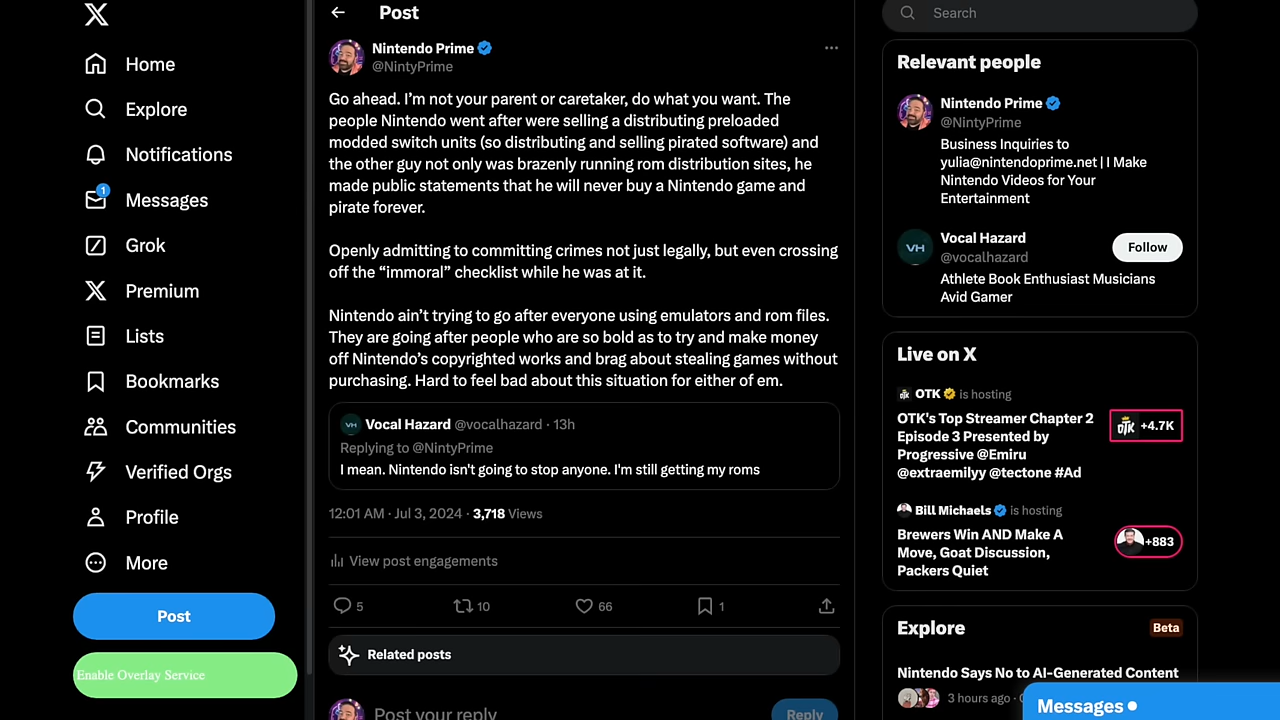 Home
Explore
Notifications
1
Messages
Grok
Premium
Lists
Bookmarks
Communities
Verified Orgs
Profile
More
Post
Enable Overlay Service
Post
Nintendo Prime
@NintyPrime
Go ahead. I’m not your parent or caretaker, do what you want. The
people Nintendo went after were selling a distributing preloaded
modded switch units (so distributing and selling pirated software) and
the other guy not only was brazenly running rom distribution sites, he
made public statements that he will never buy a Nintendo game and
pirate forever.
Openly admitting to committing crimes not just legally, but even crossing
off the “immoral” checklist while he was at it.
Nintendo ain’t trying to go after everyone using emulators and rom files.
They are going after people who are so bold as to try and make money
off Nintendo’s copyrighted works and brag about stealing games without
purchasing. Hard to feel bad about this situation for either of em.
VH Vocal Hazard @vocalhazard · 13h
Replying to @NintyPrime
I mean. Nintendo isn't going to stop anyone. I'm still getting my roms
12:01 AM · Jul 3, 2024 · 3,718 Views
View post engagements
5 10 66 1
Related posts
Post your reply
Reply
Search
Relevant people
Nintendo Prime
@NintyPrime
Business Inquiries to
yulia@nintendoprime.net | I Make
Nintendo Videos for Your
Entertainment
VH
Vocal Hazard
@vocalhazard
Follow
Athlete Book Enthusiast Musicians
Avid Gamer
Live on X
OTK is hosting
OTK's Top Streamer Chapter 2
Episode 3 Presented by
Progressive @Emiru
@extraemilyy @tectone #Ad
OTK +4.7K
Bill Michaels is hosting
Brewers Win AND Make A
Move, Goat Discussion,
Packers Quiet
+883
Explore
Beta
Nintendo Says No to AI-Generated Content
3 hours ago ·
Messages